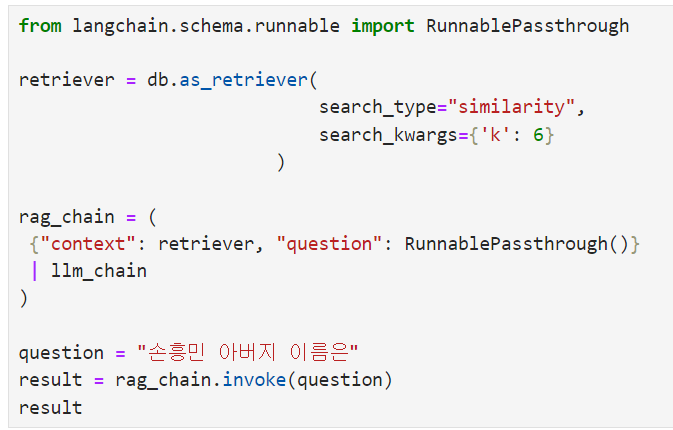 from langchain.schema.runnable import RunnablePassthrough
retriever = db.as_retriever(
search_type="similarity",
search_kwargs={'k': 6}
)
rag_chain = (
{"context": retriever, "question": RunnablePassthrough()}
| llm_chain
)
question = "손흥민 아버지 이름은"
result = rag_chain.invoke(question)
result